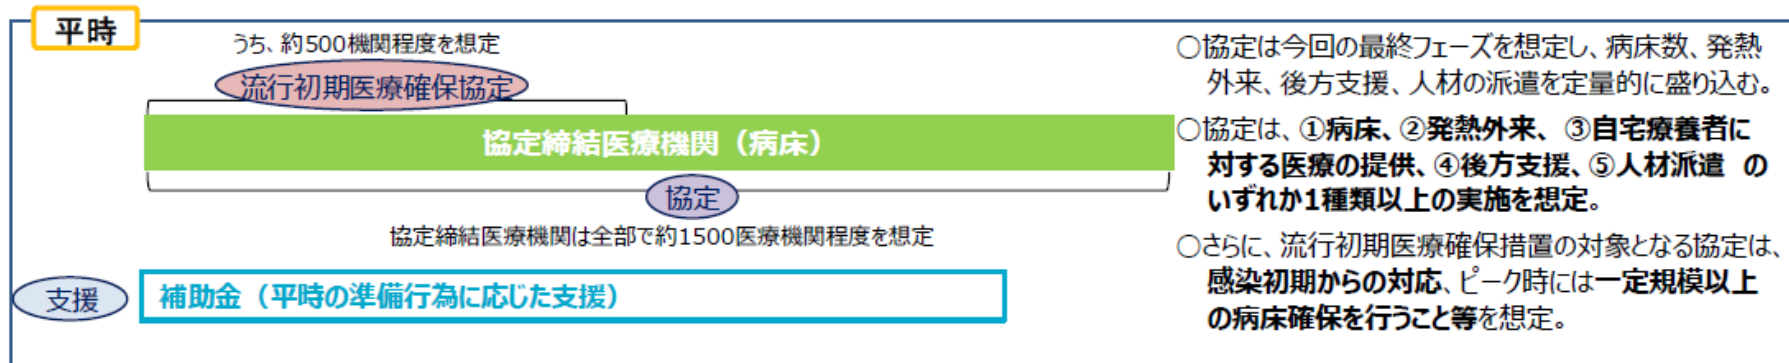 平時
うち、約500機関程度を想定
流行初期医療確保協定
協定締結医療機関（病床）
協定
協定締結医療機関は全部で約1500医療機関程度を想定
支援
補助金（平時の準備行為に応じた支援）
○協定は今回の最終フェーズを想定し、病床数、発熱
外来、後方支援、人材の派遣を定量的に盛り込む。
○協定は、①病床、②発熱外来、 ③自宅療養者に
対する医療の提供、④後方支援、⑤人材派遣 の
いずれか1種類以上の実施を想定。
○さらに、流行初期医療確保措置の対象となる協定は、
感染初期からの対応、ピーク時には一定規模以上
の病床確保を行うこと等を想定。